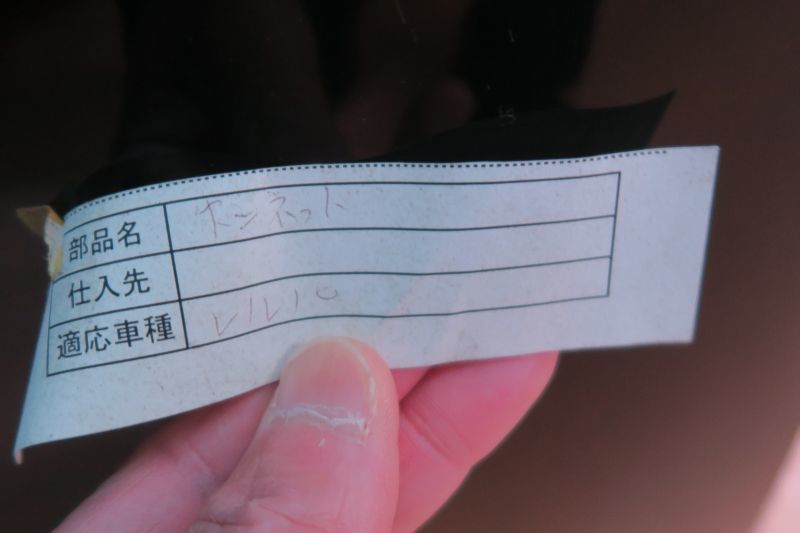 部品名 ボンネット
仕入先
適応車種